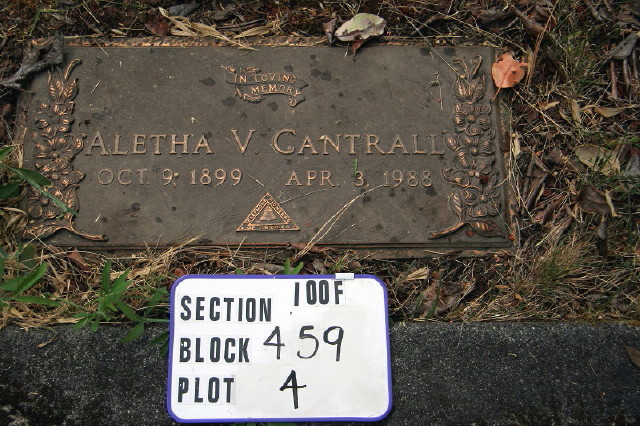 IN LOVING
MEMORY
ALETHA V. CANTRALL
OCT. 9, 1899 APR. 3, 1988
SECTION 100F
BLOCK 459
PLOT 4